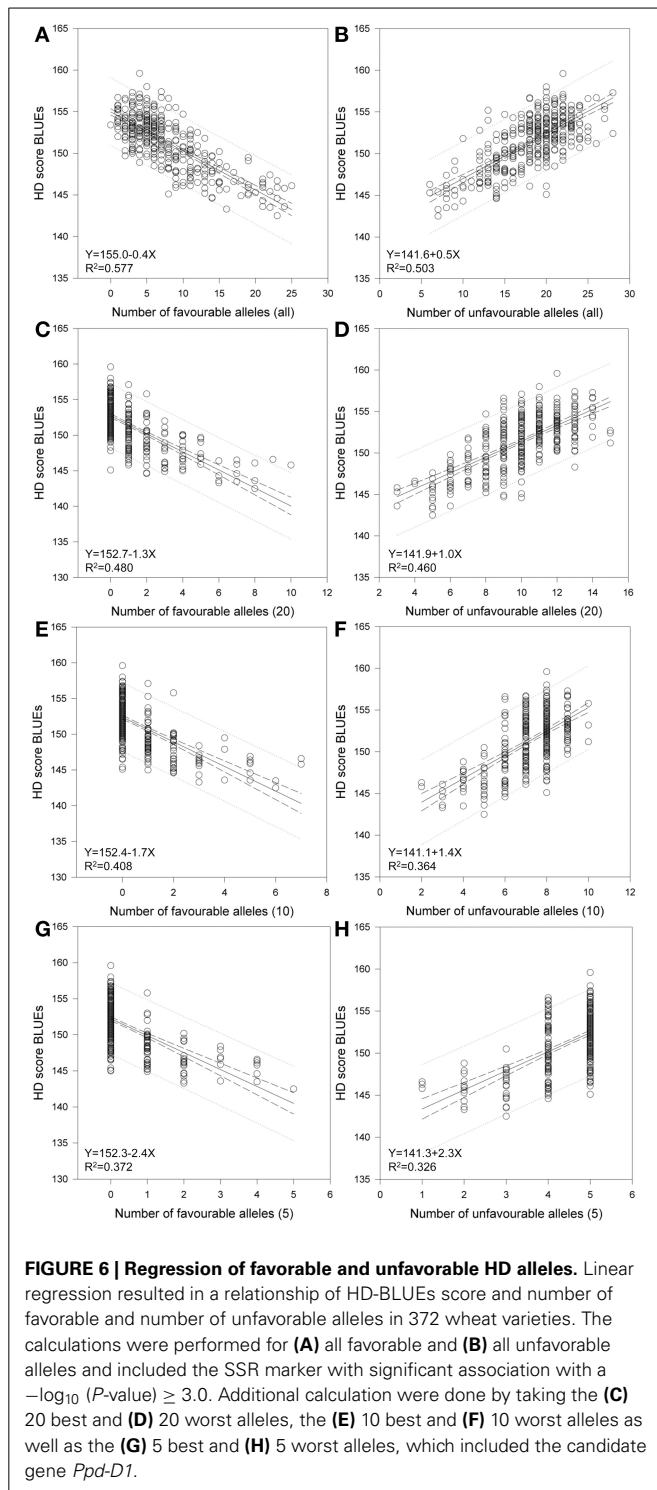 A
B
165
160
155
150
145
140
135
HD score BLUEs
Y=155.0-0.4X
R²=0.577
0 5 10 15 20 25 30
Number of favourable alleles (all)
165
160
155
150
145
140
135
HD score BLUEs
Y=141.6+0.5X
R²=0.503
0 5 10 15 20 25 30
Number of unfavourable alleles (all)
C
D
165
160
155
150
145
140
135
130
HD score BLUEs
Y=152.7-1.3X
R²=0.480
0 2 4 6 8 10 12
Number of favourable alleles (20)
165
160
155
150
145
140
135
HD score BLUEs
Y=141.9+1.0X
R²=0.460
2 4 6 8 10 12 14 16
Number of unfavourable alleles (20)
E
F
165
160
155
150
145
140
135
130
HD score BLUEs
Y=152.4-1.7X
R²=0.408
0 2 4 6 8
Number of favourable alleles (10)
165
160
155
150
145
140
135
HD score BLUEs
Y=141.1+1.4X
R²=0.364
0 2 4 6 8 10 12
Number of unfavourable alleles (10)
G
H
165
160
155
150
145
140
135
130
HD score BLUEs
Y=152.3-2.4X
R²=0.372
0 1 2 3 4 5 6
Number of favourable alleles (5)
165
160
155
150
145
140
135
HD score BLUEs
Y=141.3+2.3X
R²=0.326
0 1 2 3 4 5 6
Number of unfavourable alleles (5)
FIGURE 6 | Regression of favorable and unfavorable HD alleles. Linear
regression resulted in a relationship of HD-BLUEs score and number of
favorable and number of unfavorable alleles in 372 wheat varieties. The
calculations were performed for (A) all favorable and (B) all unfavorable
alleles and included the SSR marker with significant association with a
−log₁₀ (P-value) ≥ 3.0. Additional calculation were done by taking the (C)
20 best and (D) 20 worst alleles, the (E) 10 best and (F) 10 worst alleles as
well as the (G) 5 best and (H) 5 worst alleles, which included the candidate
gene Ppd-D1.